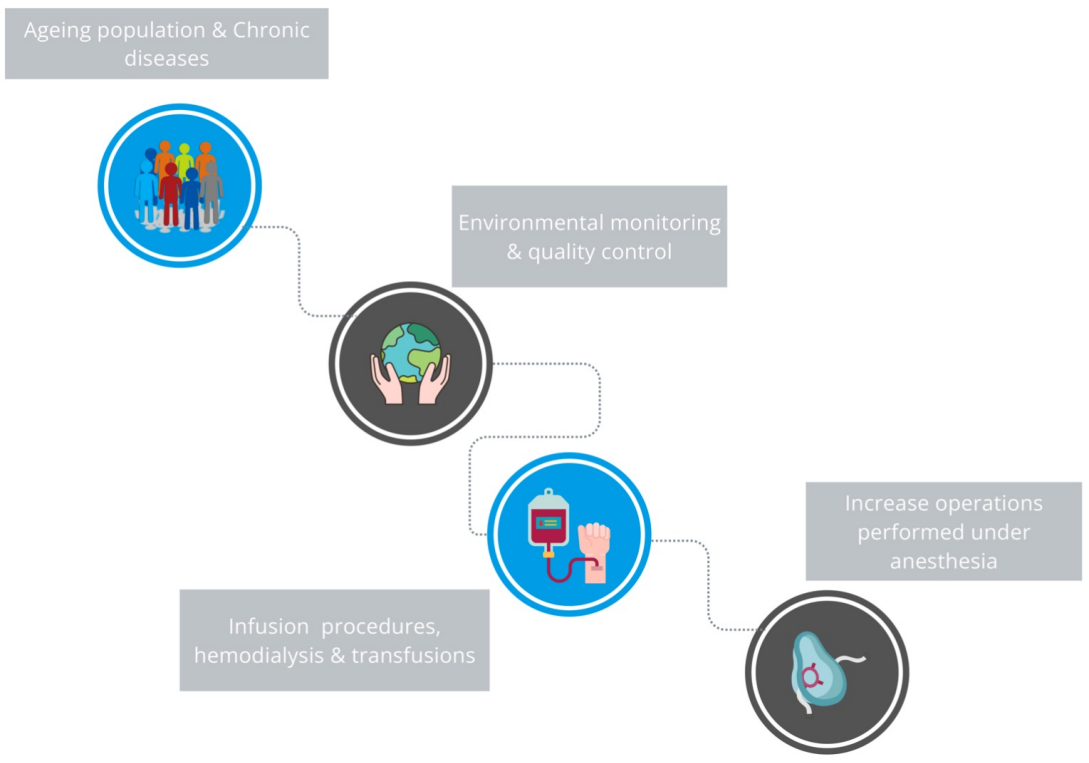 Ageing population & Chronic
diseases
Environmental monitoring
& quality control
Infusion procedures,
hemodialysis & transfusions
Increase operations
performed under
anesthesia